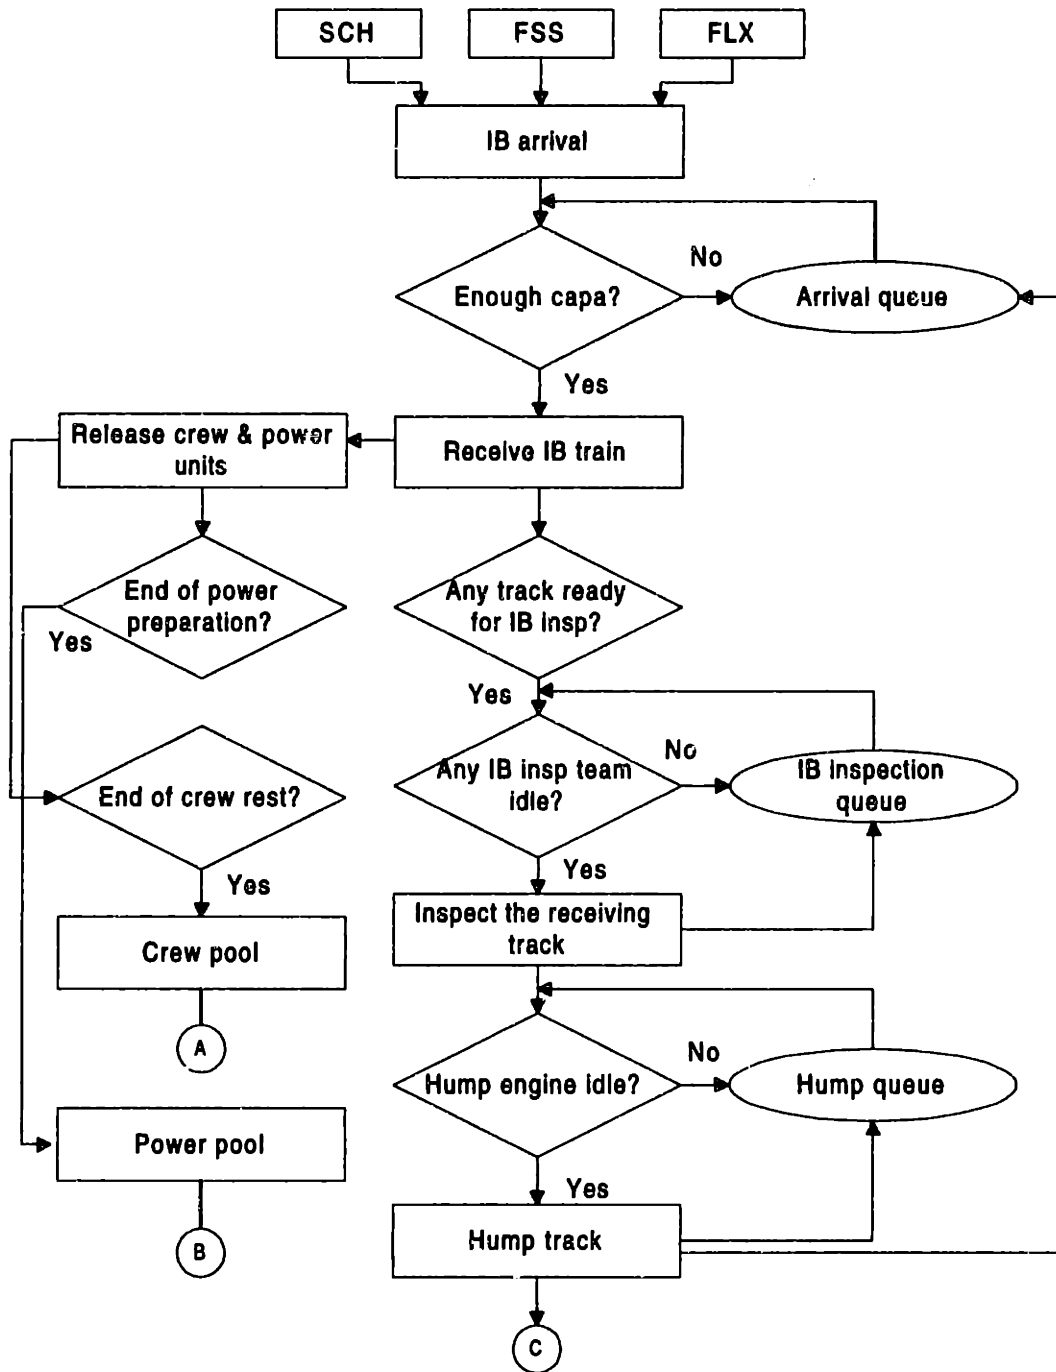 SCH
FSS
FLX
IB arrival
Enough capa?
No
Arrival queue
Yes
Release crew & power
units
Receive IB train
End of power
preparation?
Yes
Any track ready
for IB insp?
Yes
Any IB insp team
idle?
No
IB inspection
queue
End of crew rest?
Yes
Yes
Inspect the receiving
track
Crew pool
A
Hump engine idle?
No
Hump queue
Power pool
Yes
Hump track
B
C